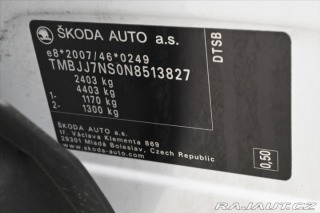 ŠKODA AUTO a.s.
e8*2007/46*0249
TMBJJ7NS0N8513827
2403 kg
4403 kg
1- 1170 kg
2- 1300 kg
ŠKODA AUTO a.s.
tř. Václava Klementa 869
29301 Mladá Boleslav, Czech Republic
www.skoda-auto.com
DTSB
0,50
RAJAUT.CZ